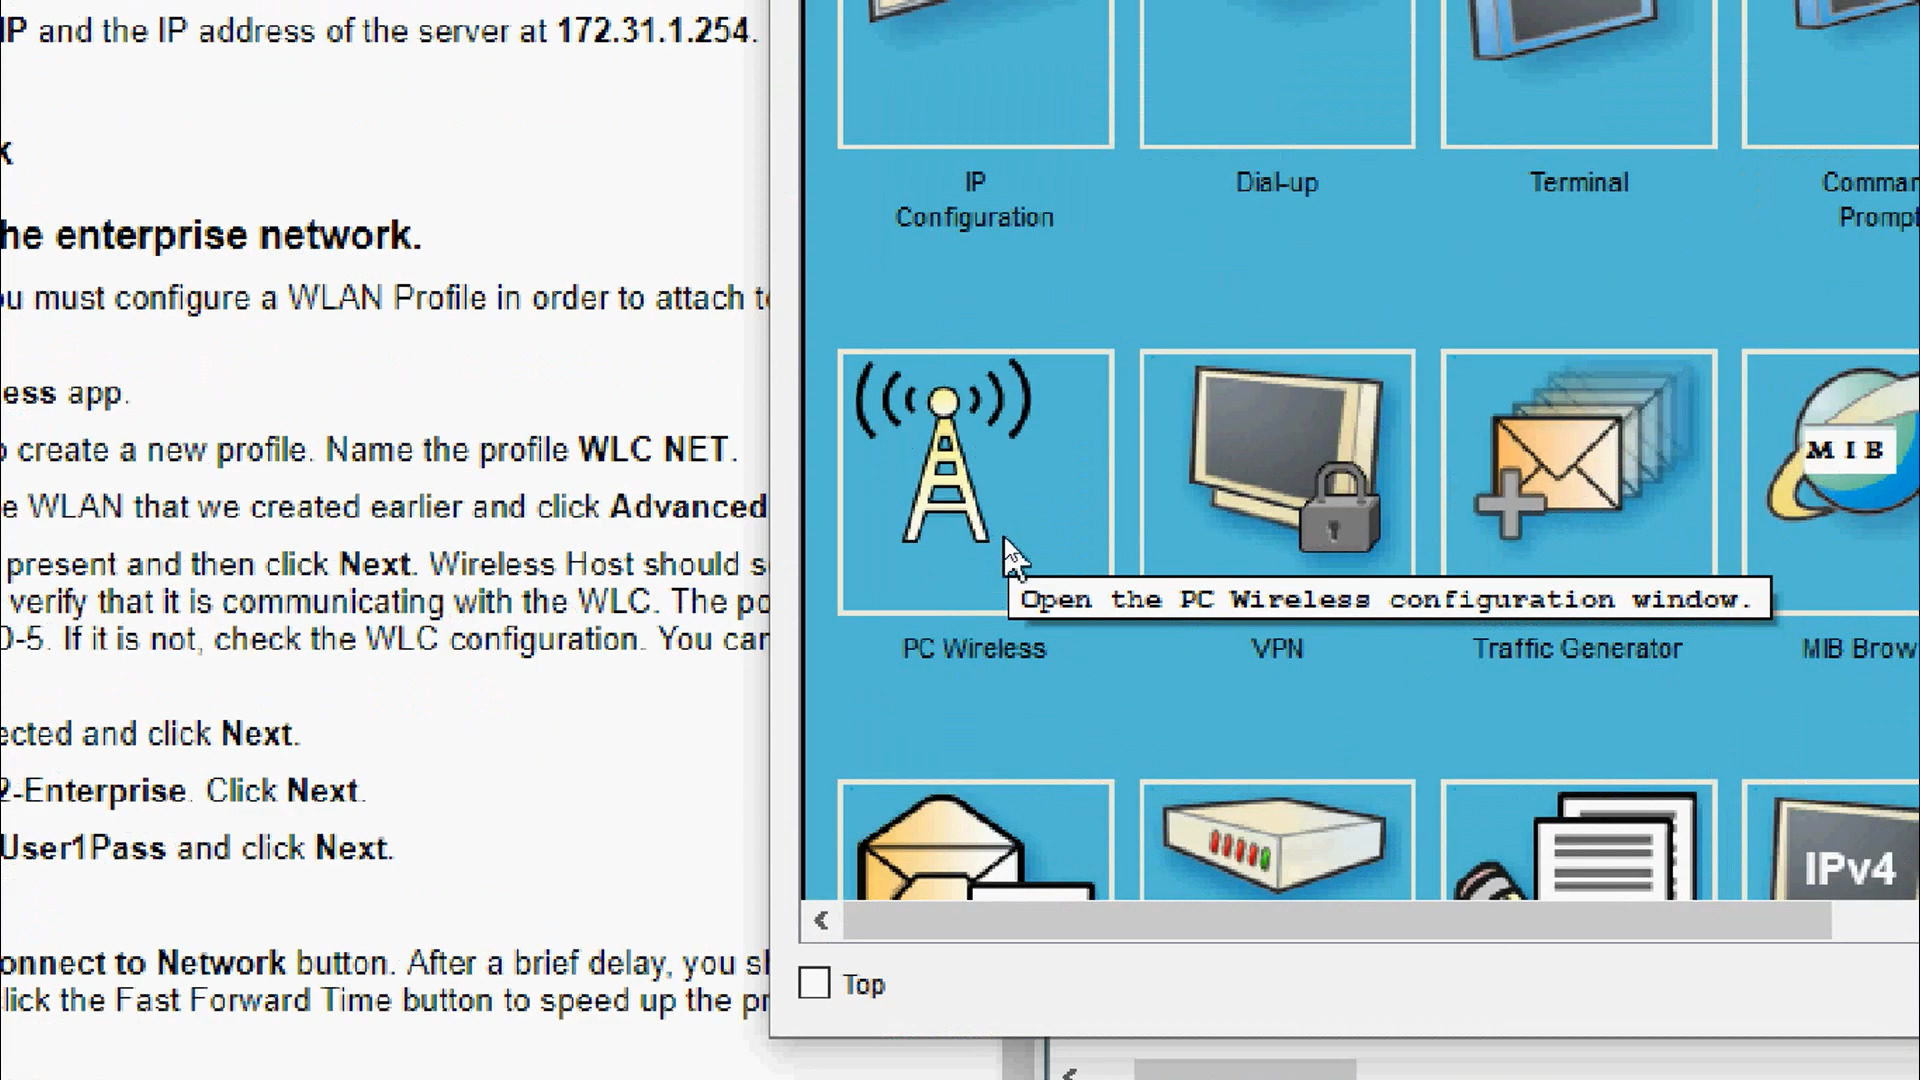 IP and the IP address of the server at 172.31.1.254.
he enterprise network.
ou must configure a WLAN Profile in order to attach to
ess app.
o create a new profile. Name the profile WLC NET.
e WLAN that we created earlier and click Advanced
present and then click Next. Wireless Host should s
verify that it is communicating with the WLC. The po
0-5. If it is not, check the WLC configuration. You can
ected and click Next.
2-Enterprise. Click Next.
User1Pass and click Next.
onnect to Network button. After a brief delay, you sh
lick the Fast Forward Time button to speed up the pr
IP
Configuration
Dial-up
Terminal
Comman
Prompt
MIB
Open the PC Wireless configuration window.
PC Wireless
VPN
Traffic Generator
MIB Brow
IPv4
Top